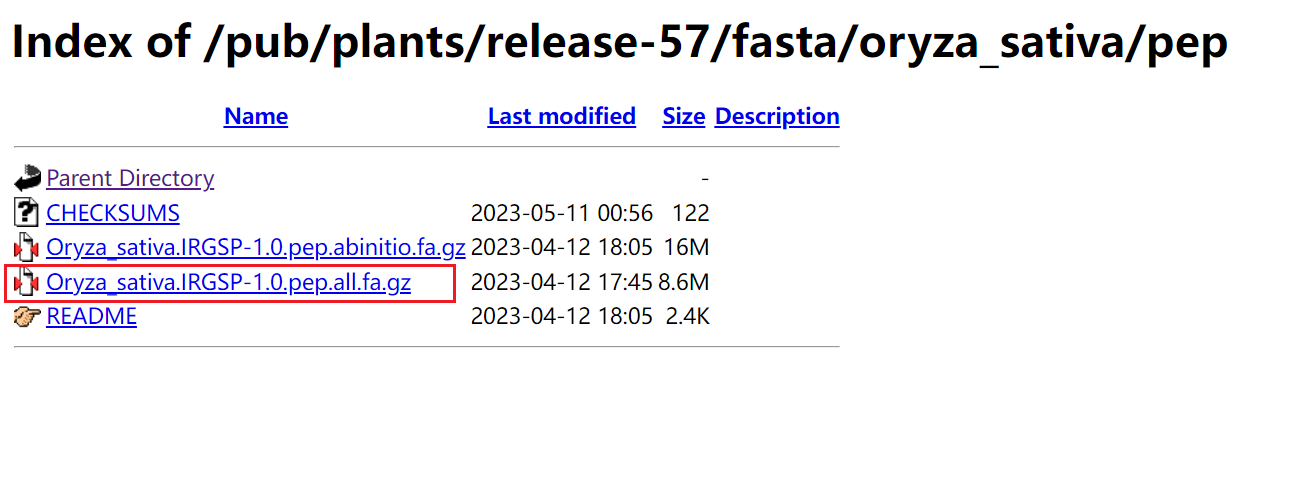 Index of /pub/plants/release-57/fasta/oryza_sativa/pep
Name Last modified Size Description
Parent Directory -
CHECKSUMS 2023-05-11 00:56 122
Oryza_sativa.IRGSP-1.0.pep.abinitio.fa.gz 2023-04-12 18:05 16M
Oryza_sativa.IRGSP-1.0.pep.all.fa.gz 2023-04-12 17:45 8.6M
README 2023-04-12 18:05 2.4K